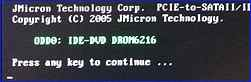 JMicron Technology Corp. PCIE-to-SATAII/I
Copyright (C) 2005 JMicron Technology.
ODD0: IDE-DVD DROM6216
Press any key to continue ...